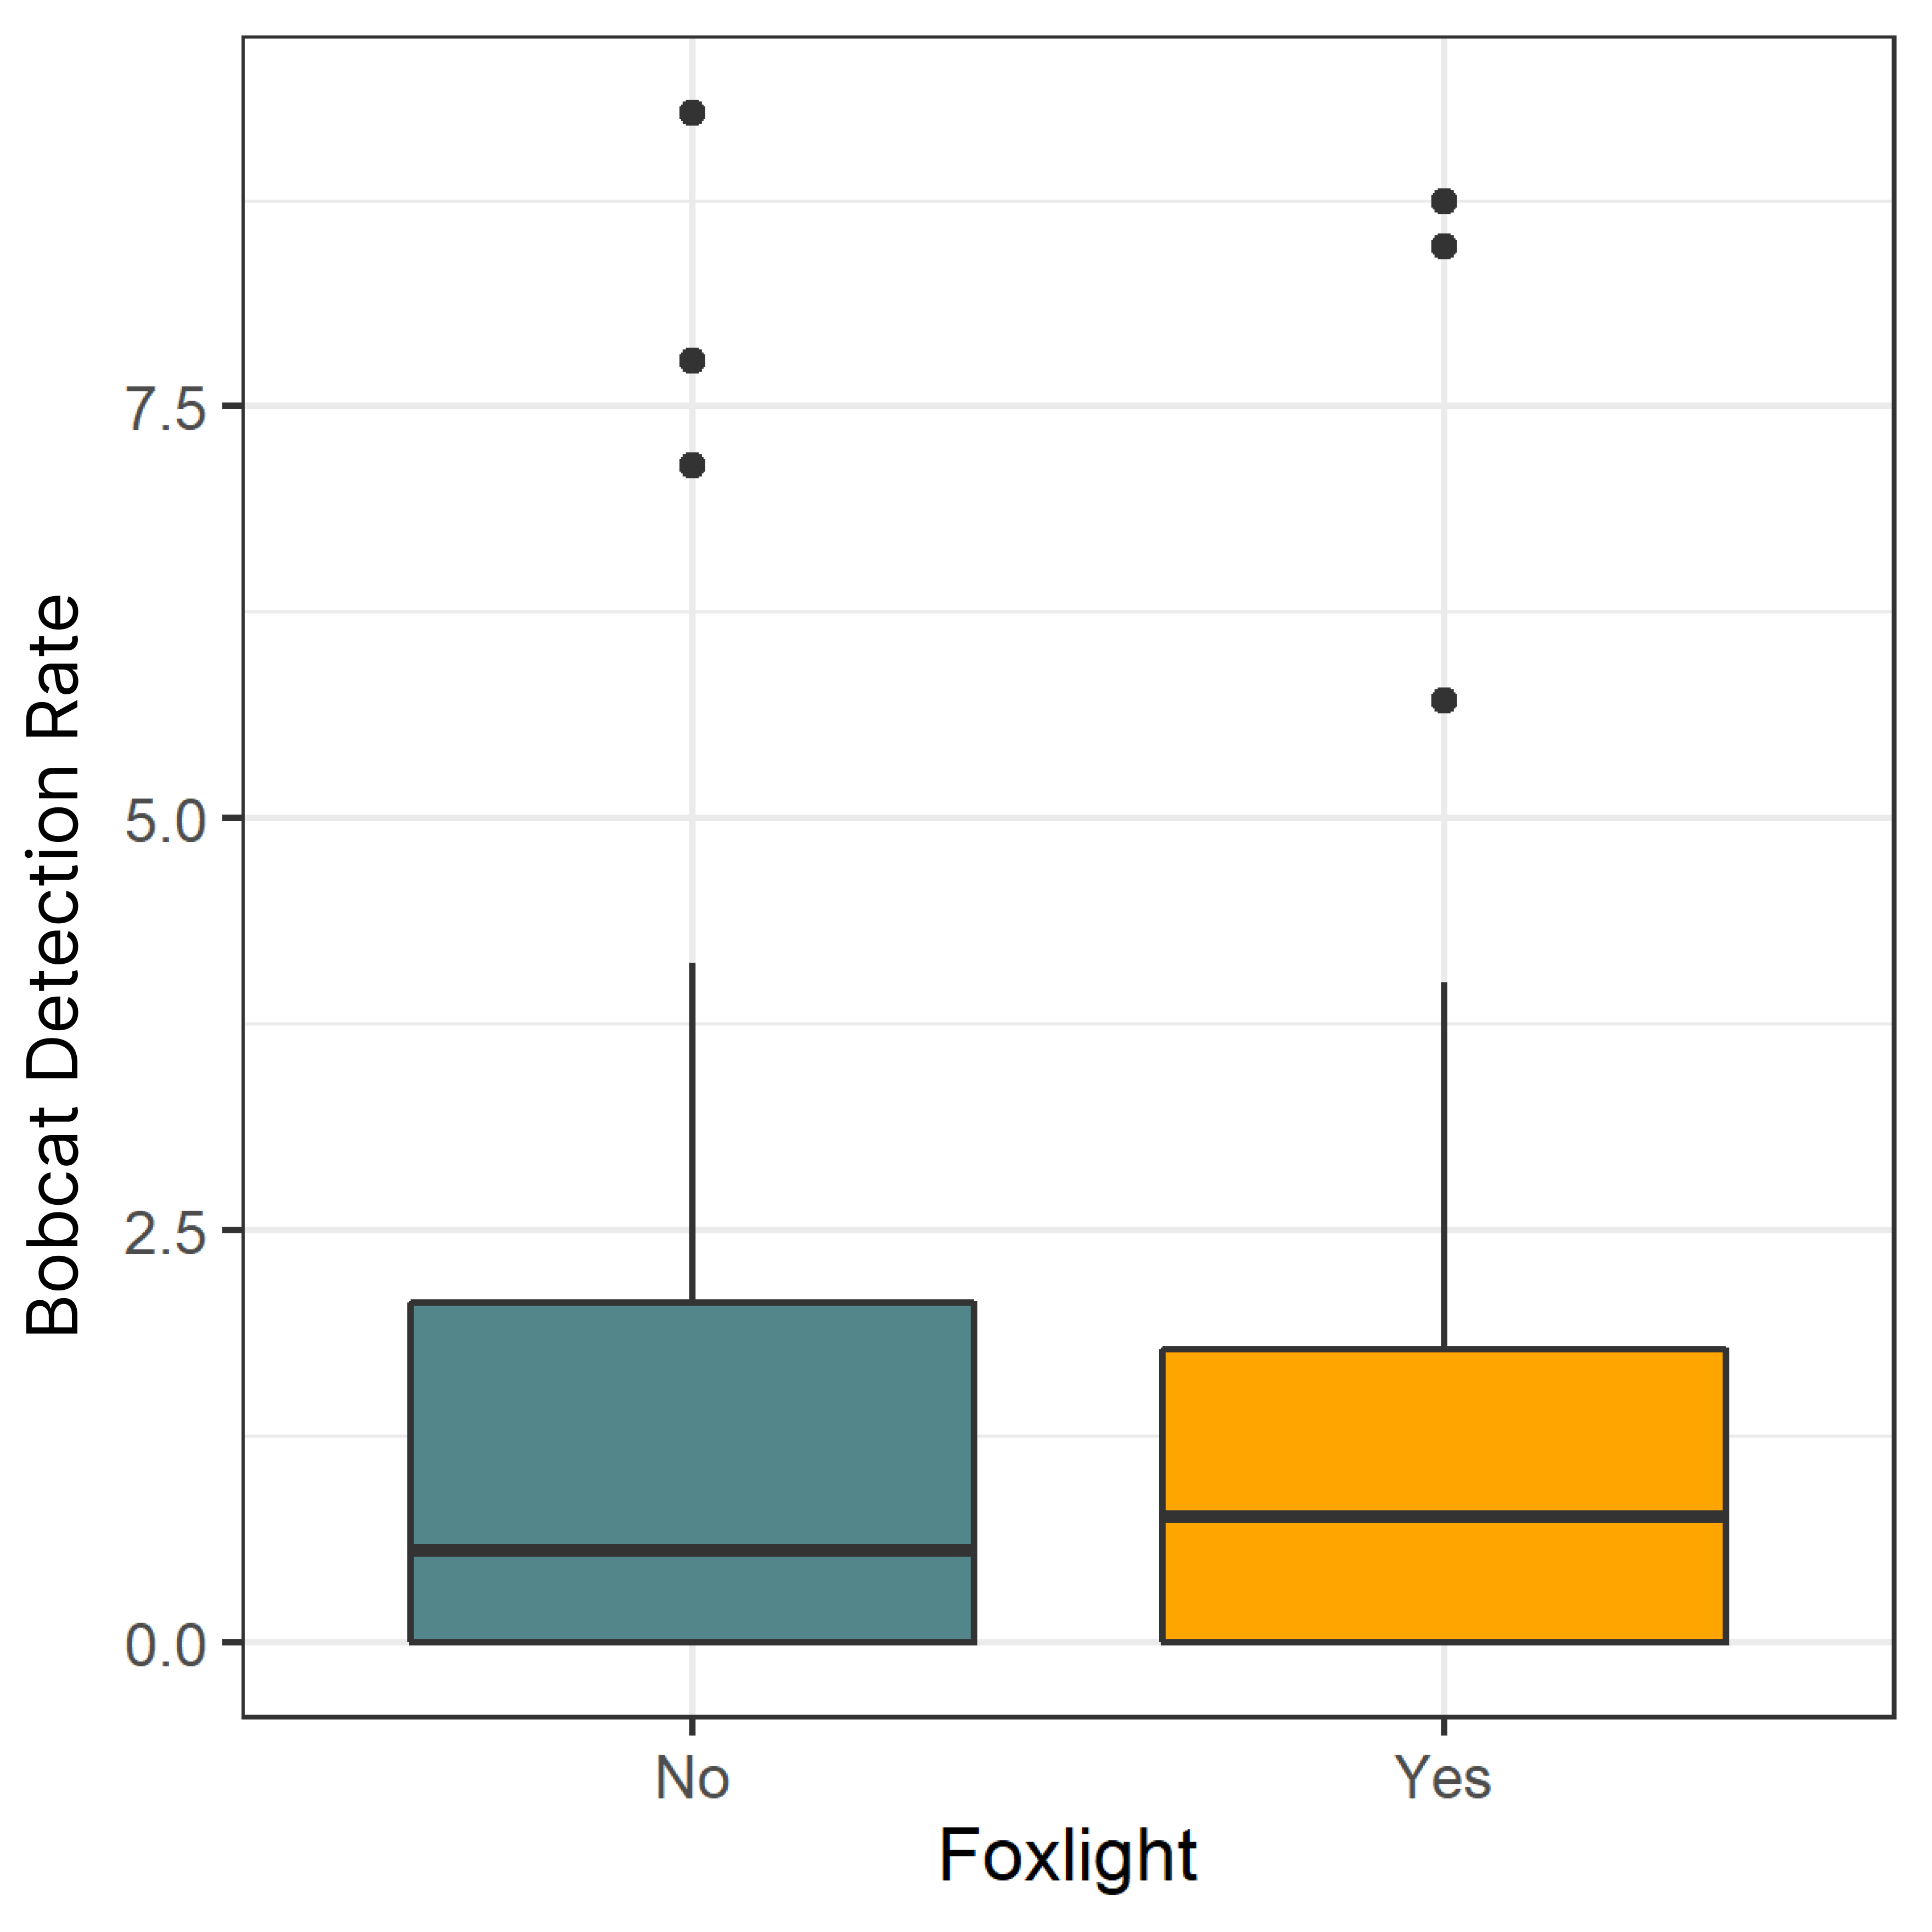 Bobcat Detection Rate
7.5
5.0
2.5
0.0
No
Yes
Foxlight